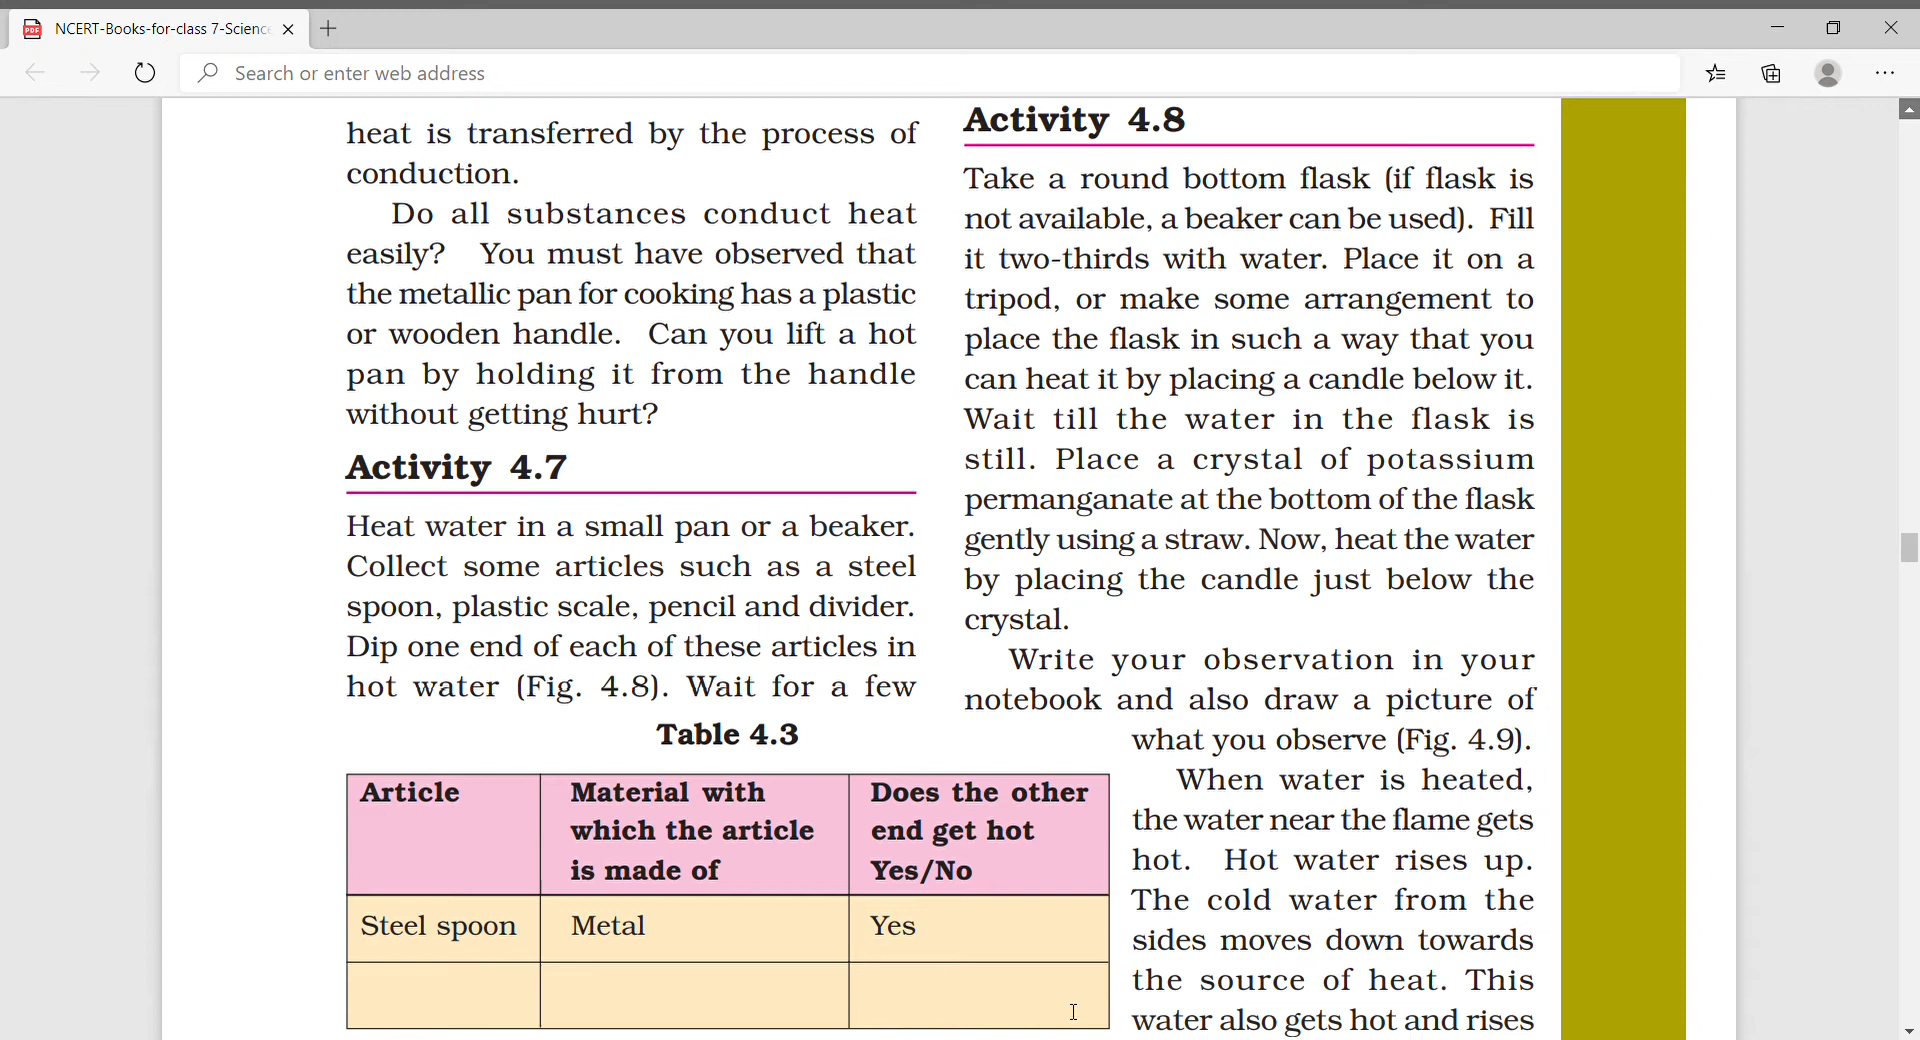 NCERT-Books-for-class 7-Science
Search or enter web address
heat is transferred by the process of
conduction.
Do all substances conduct heat
easily? You must have observed that
the metallic pan for cooking has a plastic
or wooden handle. Can you lift a hot
pan by holding it from the handle
without getting hurt?
Activity 4.7
Heat water in a small pan or a beaker.
Collect some articles such as a steel
spoon, plastic scale, pencil and divider.
Dip one end of each of these articles in
hot water (Fig. 4.8). Wait for a few
Activity 4.8
Take a round bottom flask (if flask is
not available, a beaker can be used). Fill
it two-thirds with water. Place it on a
tripod, or make some arrangement to
place the flask in such a way that you
can heat it by placing a candle below it.
Wait till the water in the flask is
still. Place a crystal of potassium
permanganate at the bottom of the flask
gently using a straw. Now, heat the water
by placing the candle just below the
crystal.
Write your observation in your
notebook and also draw a picture of
what you observe (Fig. 4.9).
When water is heated,
the water near the flame gets
hot. Hot water rises up.
The cold water from the
sides moves down towards
the source of heat. This
water also gets hot and rises
Table 4.3
Article
Material with
which the article
is made of
Does the other
end get hot
Yes/No
Steel spoon
Metal
Yes